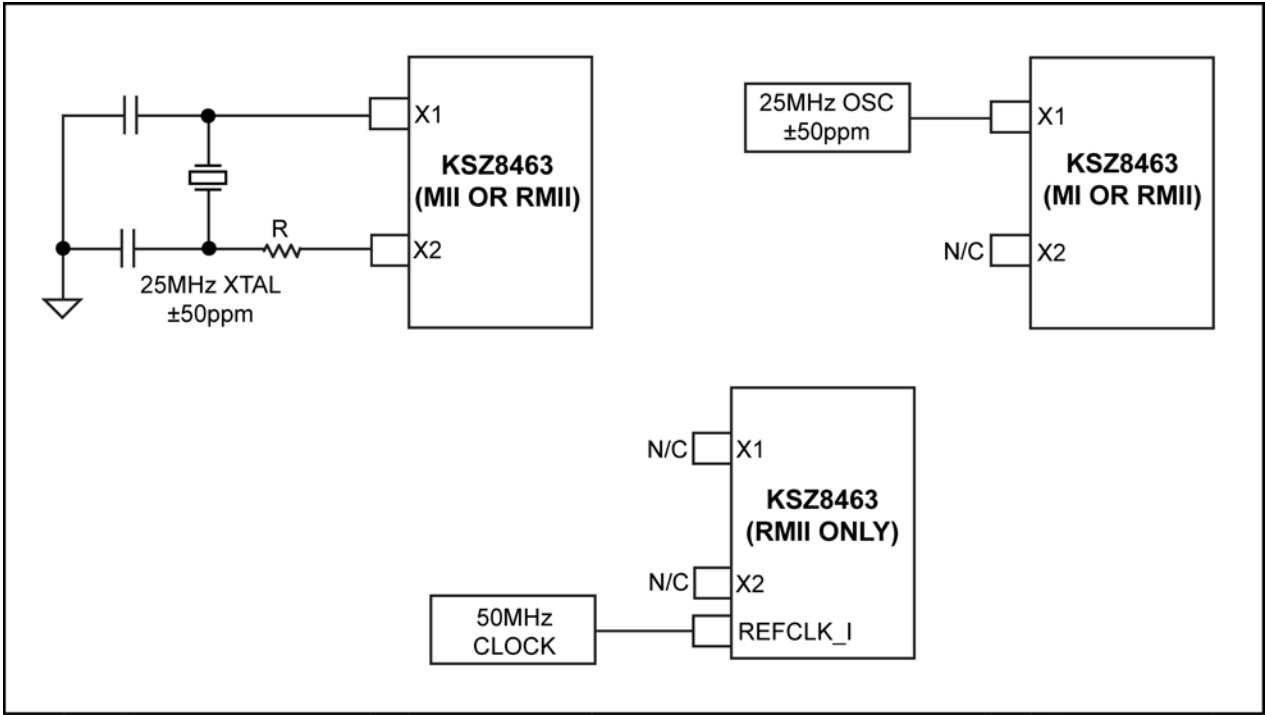 X1
KSZ8463
(MII OR RMII)
R
X2
25MHz XTAL
±50ppm
25MHz OSC
±50ppm
X1
KSZ8463
(MI OR RMII)
N/C
X2
N/C
X1
KSZ8463
(RMII ONLY)
N/C
X2
50MHz
CLOCK
REFCLK_I